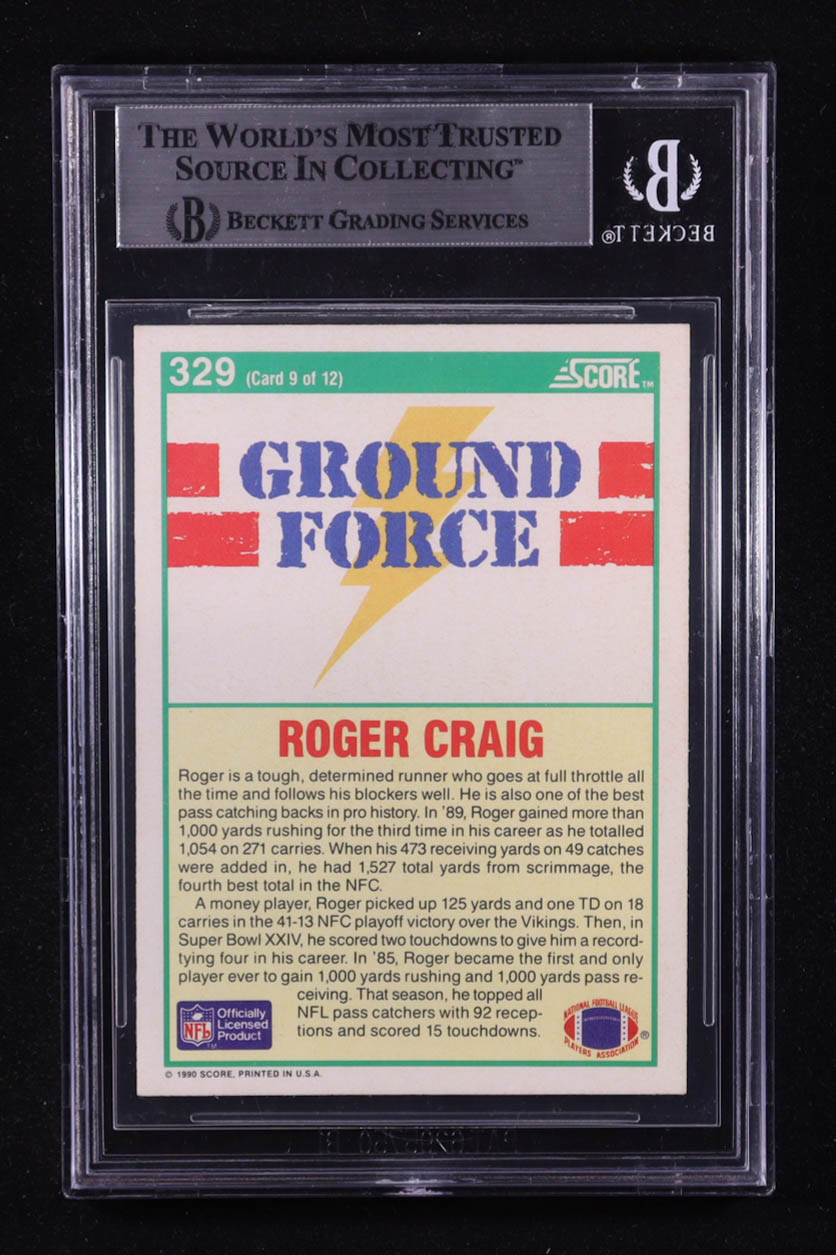 THE WORLD'S MOST TRUSTED
SOURCE IN COLLECTING™
B BECKETT GRADING SERVICES
B
BECKETT®
329 (Card 9 of 12) SCORE™
GROUND
FORCE
ROGER CRAIG
Roger is a tough, determined runner who goes at full throttle all
the time and follows his blockers well. He is also one of the best
pass catching backs in pro history. In '89, Roger gained more than
1,000 yards rushing for the third time in his career as he totalled
1,054 on 271 carries. When his 473 receiving yards on 49 catches
were added in, he had 1,527 total yards from scrimmage, the
fourth best total in the NFC.
A money player, Roger picked up 125 yards and one TD on 18
carries in the 41-13 NFC playoff victory over the Vikings. Then, in
Super Bowl XXIV, he scored two touchdowns to give him a record-
tying four in his career. In '85, Roger became the first and only
player ever to gain 1,000 yards rushing and 1,000 yards pass re-
ceiving. That season, he topped all
NFL pass catchers with 92 recep-
tions and scored 15 touchdowns.
NFL™
Officially
Licensed
Product
NATIONAL FOOTBALL LEAGUE
PLAYERS ASSOCIATION ®
© 1990 SCORE, PRINTED IN U.S.A.